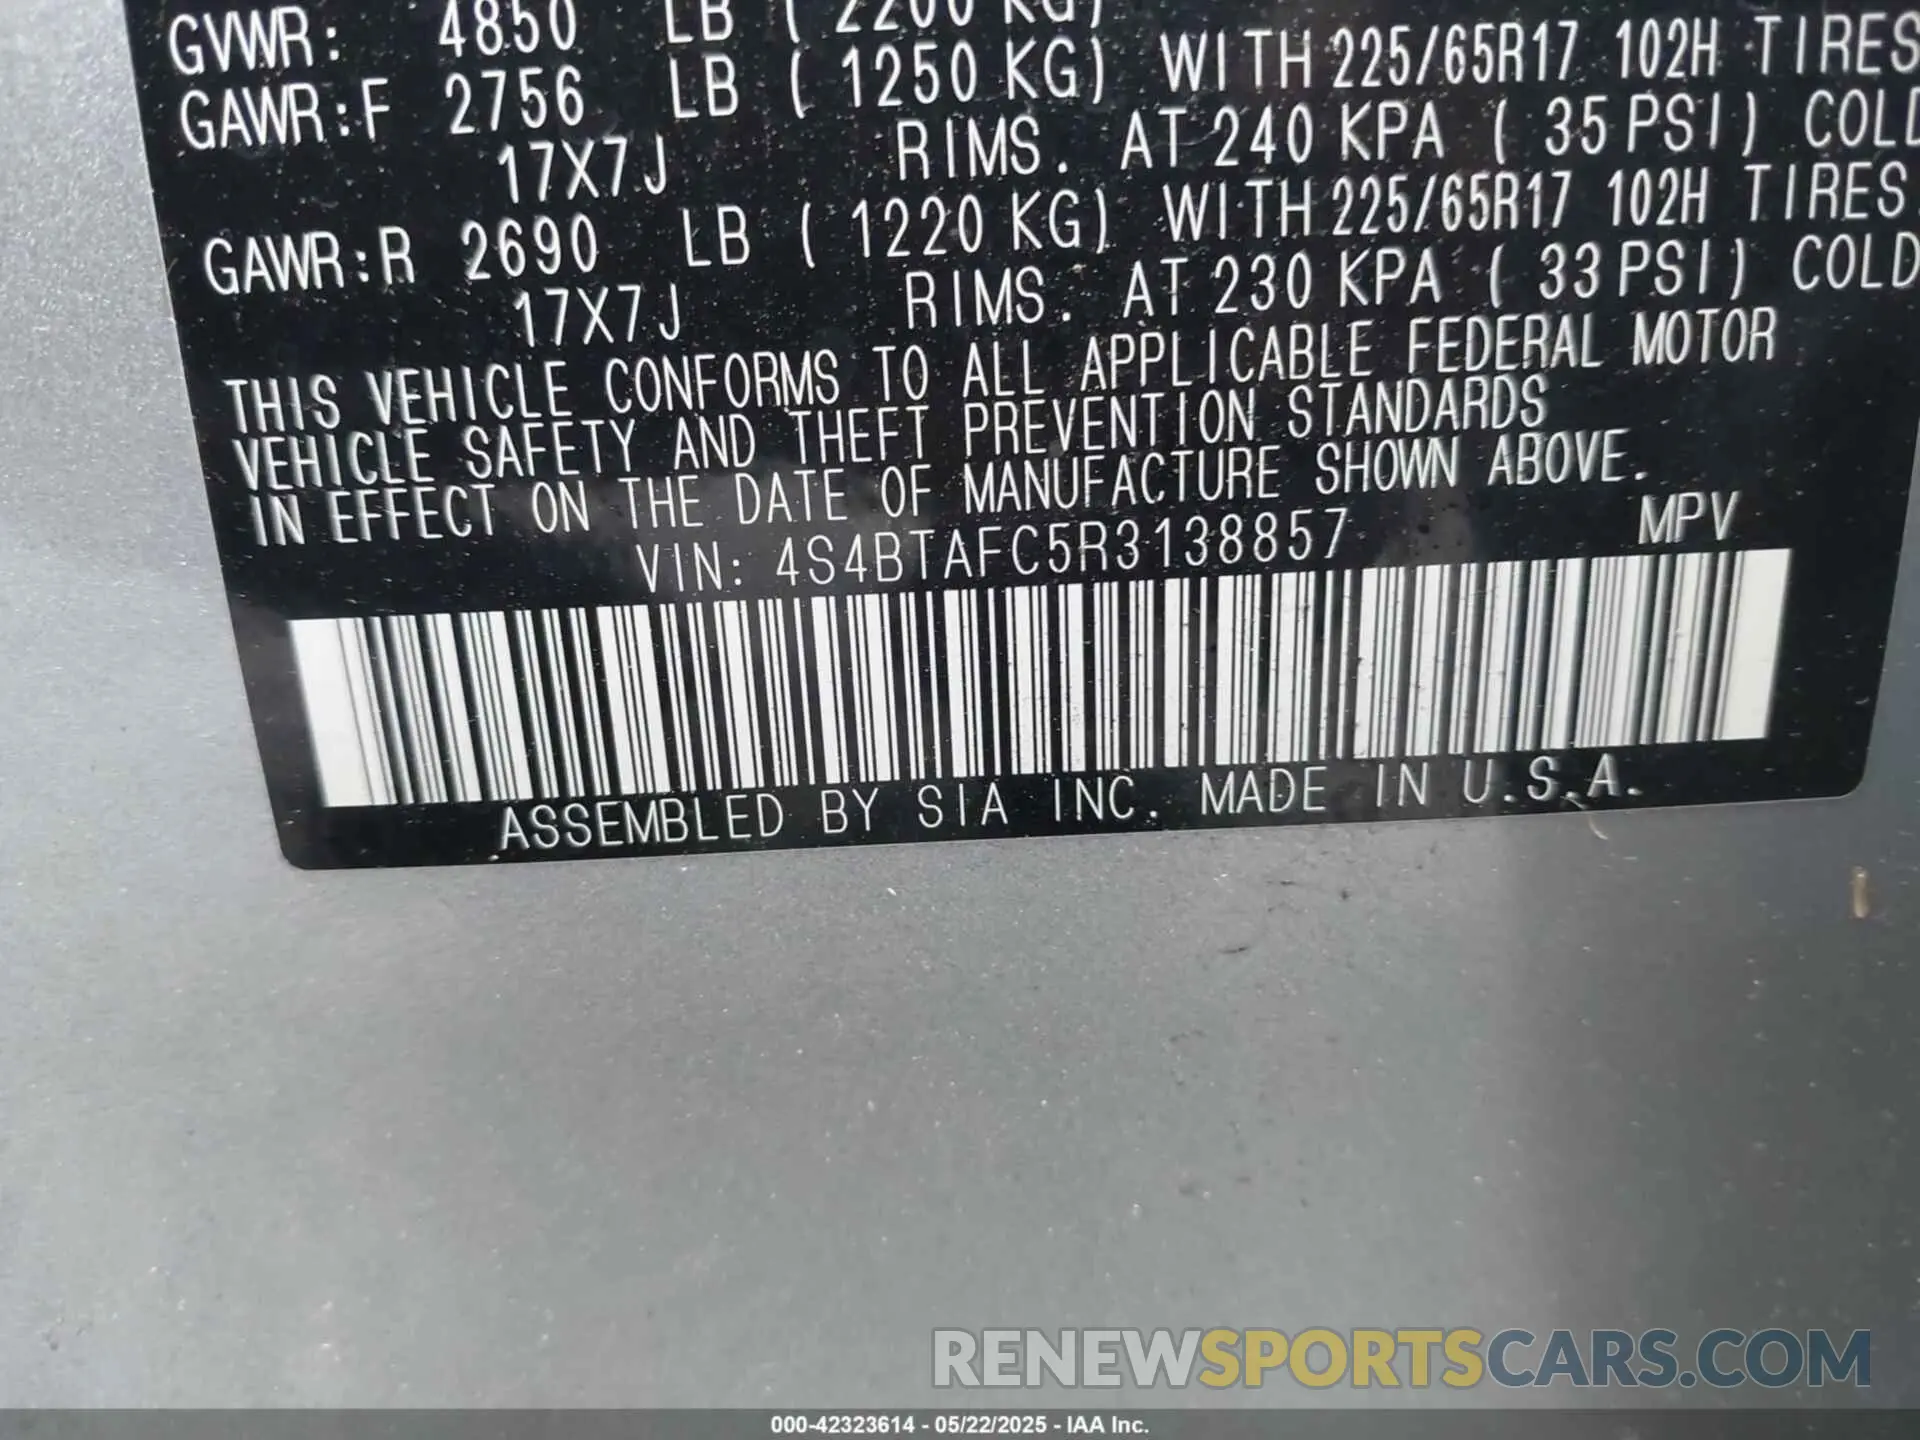 GVWR: 4850 LB ( 2200 KG)
GAWR:F 2756 LB ( 1250 KG) WITH 225/65R17 102H TIRES
17X7J RIMS. AT 240 KPA ( 35 PSI) COLD
GAWR:R 2690 LB ( 1220 KG) WITH 225/65R17 102H TIRES
17X7J RIMS. AT 230 KPA ( 33 PSI) COLD
THIS VEHICLE CONFORMS TO ALL APPLICABLE FEDERAL MOTOR
VEHICLE SAFETY AND THEFT PREVENTION STANDARDS
IN EFFECT ON THE DATE OF MANUFACTURE SHOWN ABOVE.
VIN: 4S4BTAFC5R3138857 MPV
ASSEMBLED BY SIA INC. MADE IN U.S.A.
RENEWSPORTSCARS.COM
000-42323614 - 05/22/2025 - IAA Inc.